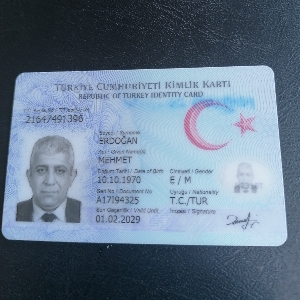 TÜRKİYE CUMHURİYETİ KİMLİK KARTI
REPUBLIC OF TURKEY IDENTITY CARD
21647491396
Soyadı / Surname
ERDOĞAN
Adı / Given Name(s)
MEHMET
Doğum Tarihi / Date of Birth
10.10.1970
Cinsiyeti / Gender
E / M
Seri No / Document No
A17I94325
Uyruğu / Nationality
T.C./TUR
Son Geçerlilik / Valid Until
01.02.2029
İmzası / Signature